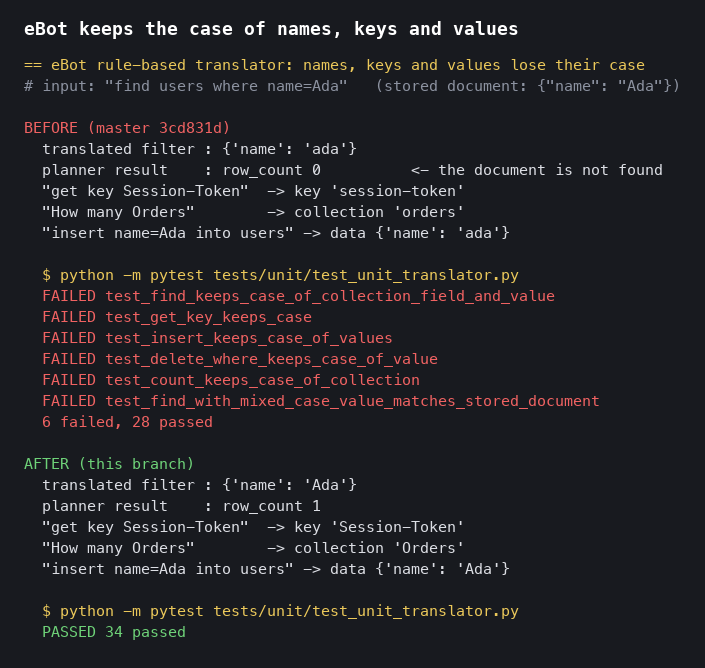 eBot keeps the case of names, keys and values
== eBot rule-based translator: names, keys and values lose their case
# input: "find users where name=Ada"   (stored document: {"name": "Ada"})
BEFORE (master 3cd831d)
translated filter : {'name': 'ada'}
planner result    : row_count 0          <- the document is not found
"get key Session-Token"  -> key 'session-token'
"How many Orders"        -> collection 'orders'
"insert name=Ada into users" -> data {'name': 'ada'}
$ python -m pytest tests/unit/test_unit_translator.py
FAILED test_find_keeps_case_of_collection_field_and_value
FAILED test_get_key_keeps_case
FAILED test_insert_keeps_case_of_values
FAILED test_delete_where_keeps_case_of_value
FAILED test_count_keeps_case_of_collection
FAILED test_find_with_mixed_case_value_matches_stored_document
6 failed, 28 passed
AFTER (this branch)
translated filter : {'name': 'Ada'}
planner result    : row_count 1
"get key Session-Token"  -> key 'Session-Token'
"How many Orders"        -> collection 'Orders'
"insert name=Ada into users" -> data {'name': 'Ada'}
$ python -m pytest tests/unit/test_unit_translator.py
PASSED 34 passed